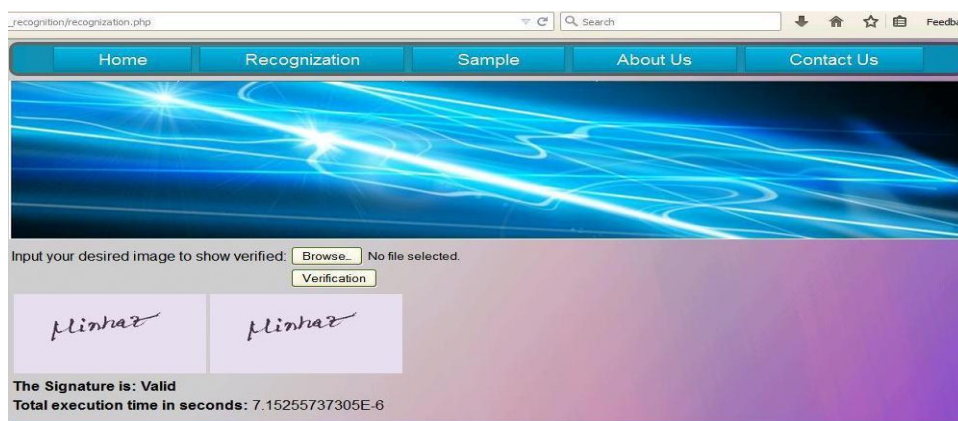 _recognition/recognization.php Search Feedba
Home Recognization Sample About Us Contact Us
Input your desired image to show verified: Browse_ No file selected.
Verification
Minhaz Minhaz
The Signature is: Valid
Total execution time in seconds: 7.15255737305E-6